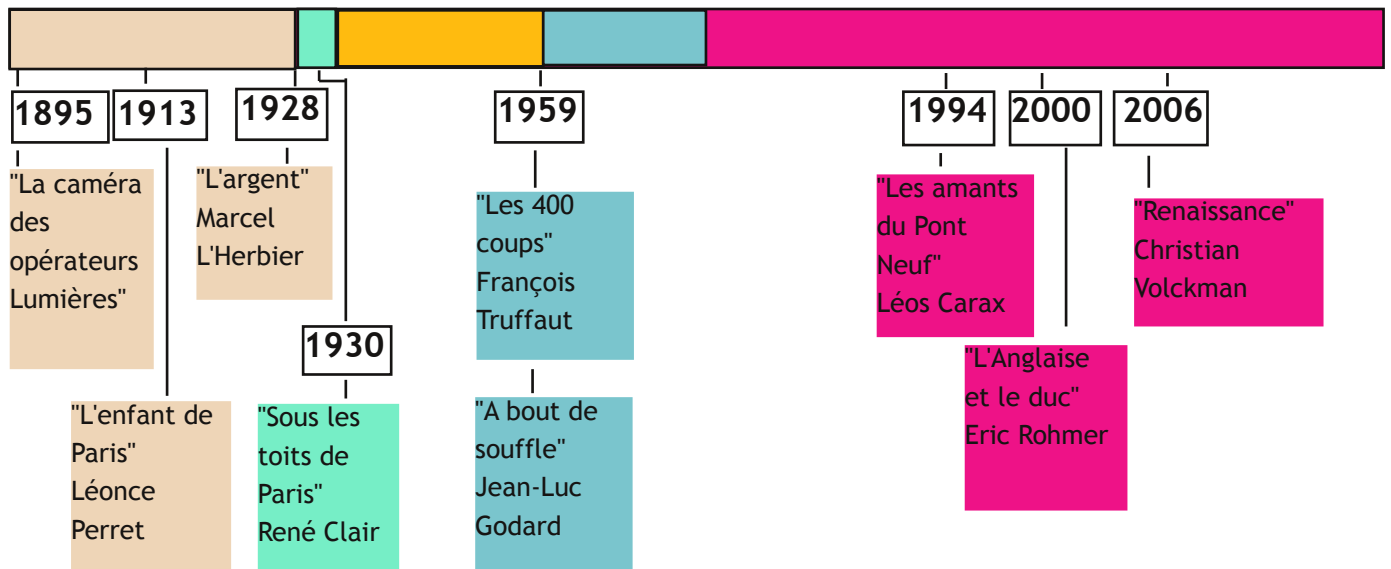 1895
1913
1928
1959
1994
2000
2006
"La caméra
des
opérateurs
Lumières"
"L'enfant de
Paris"
Léonce
Perret
"L'argent"
Marcel
L'Herbier
1930
"Sous les
toits de
Paris"
René Clair
"Les 400
coups"
François
Truffaut
"A bout de
souffle"
Jean-Luc
Godard
"Les amants
du Pont
Neuf"
Léos Carax
"L'Anglaise
et le duc"
Eric Rohmer
"Renaissance"
Christian
Volckman